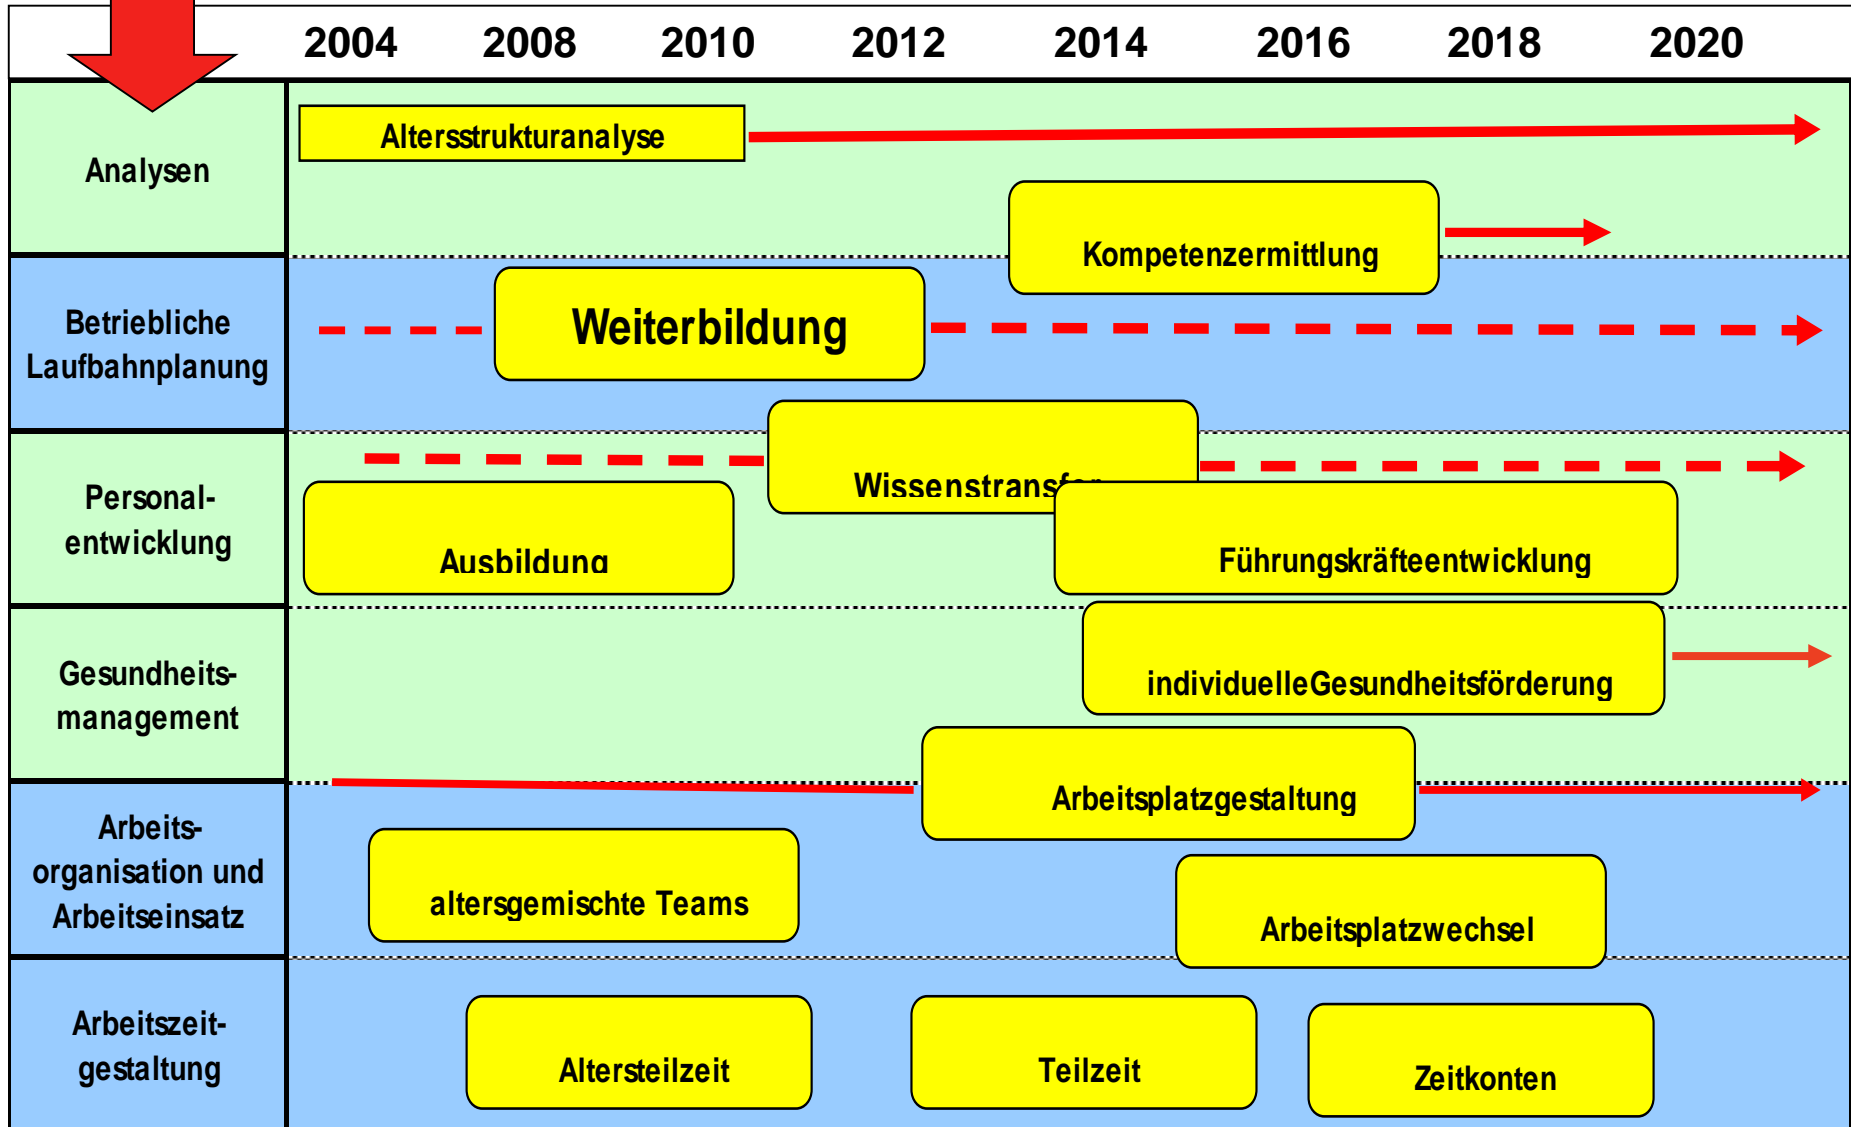 2004 2008 2010 2012 2014 2016 2018 2020
Analysen
Altersstrukturanalyse
Kompetenzermittlung
Betriebliche
Laufbahnplanung
Weiterbildung
Personal-
entwicklung
Wissenstransfer
Ausbildung
Führungskräfteentwicklung
Gesundheits-
management
individuelleGesundheitsförderung
Arbeitsplatzgestaltung
Arbeits-
organisation und
Arbeitseinsatz
altersgemischte Teams
Arbeitsplatzwechsel
Arbeitszeit-
gestaltung
Altersteilzeit
Teilzeit
Zeitkonten